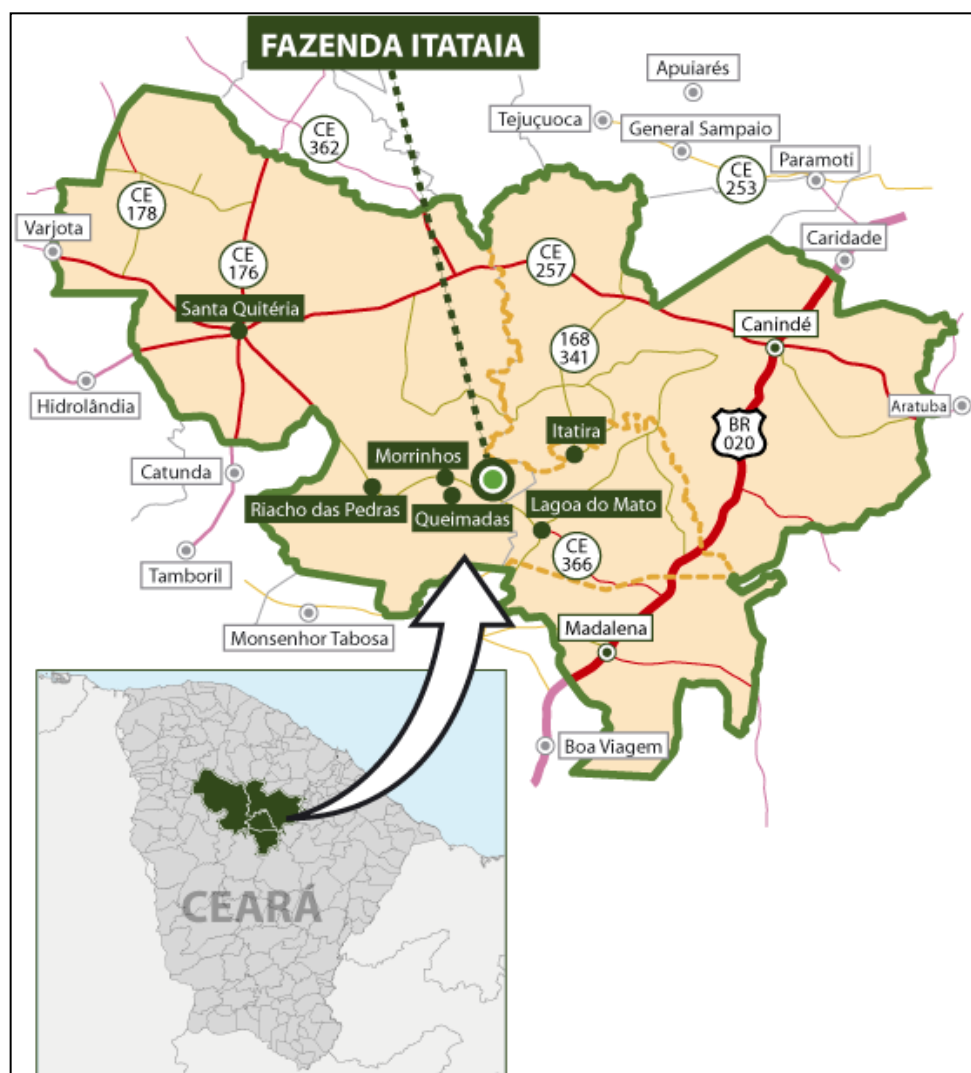 FAZENDA ITATAIA
Apuiarés
Tejuçuoca
General Sampaio
CE
362
Paramoti
CE
253
CE
178
Varjota
Caridade
CE
176
CE
257
Santa Quitéria
Canindé
168
341
Hidrolândia
Aratuba
Itatira
BR
020
Morrinhos
Catunda
Riacho das Pedras
Lagoa do Mato
Queimadas
CE
366
Tamboril
Madalena
Monsenhor Tabosa
Boa Viagem
CEARÁ